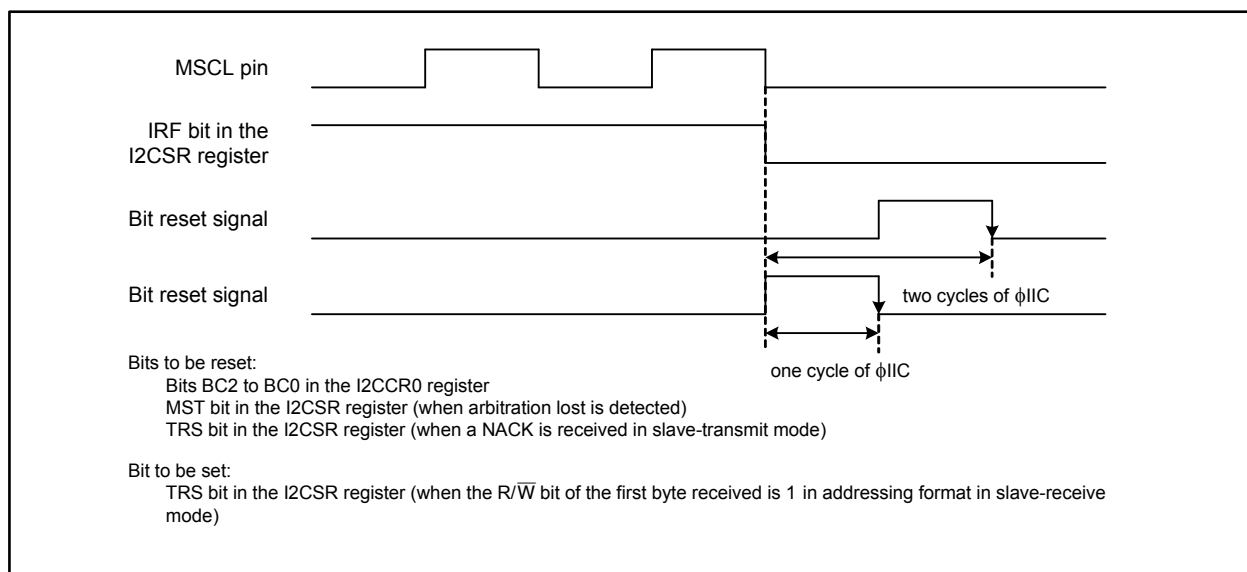 MSCL pin
IRF bit in the
I2CSR register
Bit reset signal
two cycles of ϕIIC
Bit reset signal
one cycle of ϕIIC
Bits to be reset:
Bits BC2 to BC0 in the I2CCR0 register
MST bit in the I2CSR register (when arbitration lost is detected)
TRS bit in the I2CSR register (when a NACK is received in slave-transmit mode)
Bit to be set:
TRS bit in the I2CSR register (when the R/W̅ bit of the first byte received is 1 in addressing format in slave-receive
mode)